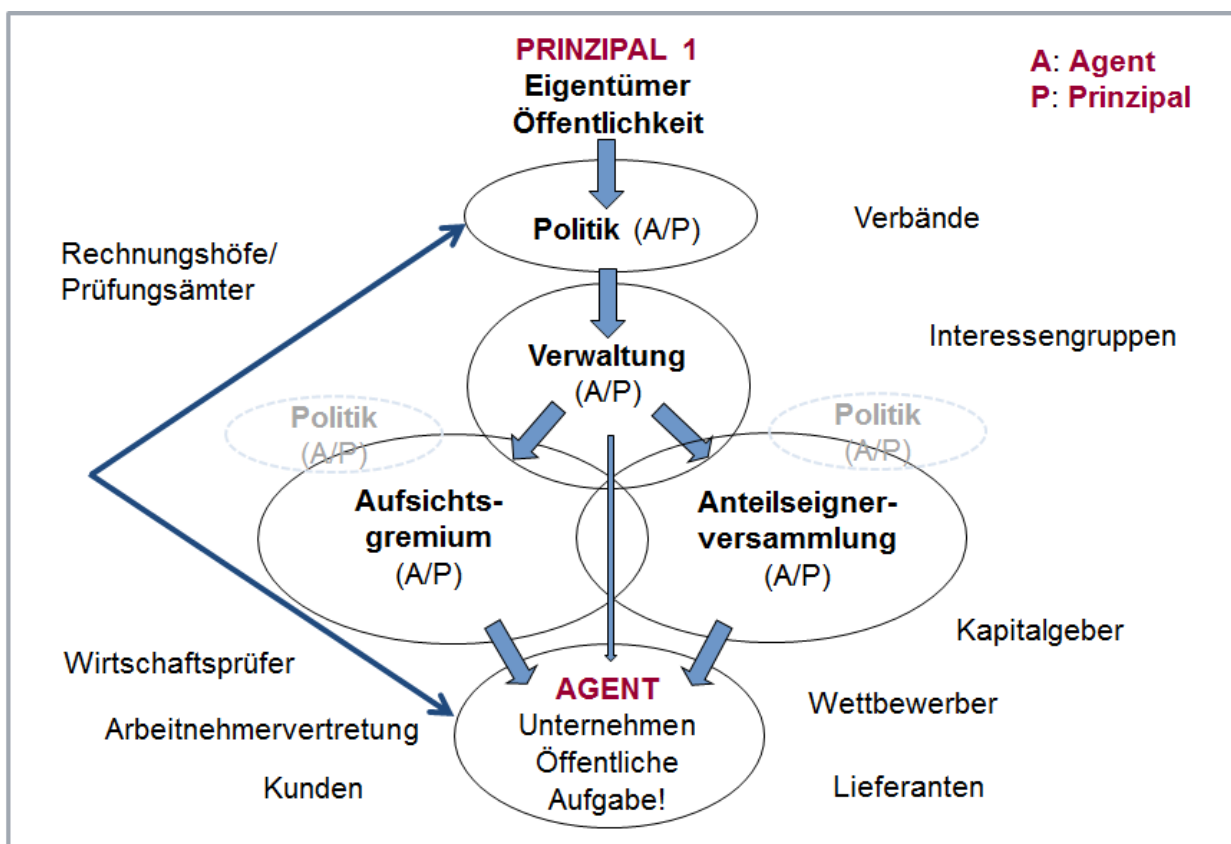 PRINZIPAL 1
Eigentümer
Öffentlichkeit
A: Agent
P: Prinzipal
Politik (A/P)
Verbände
Rechnungshöfe/
Prüfungsämter
Interessengruppen
Verwaltung
(A/P)
Politik
(A/P)
Politik
(A/P)
Aufsichts-
gremium
(A/P)
Anteilseigner-
versammlung
(A/P)
Kapitalgeber
Wirtschaftsprüfer
AGENT
Unternehmen
Öffentliche
Aufgabe!
Wettbewerber
Arbeitnehmervertretung
Kunden
Lieferanten